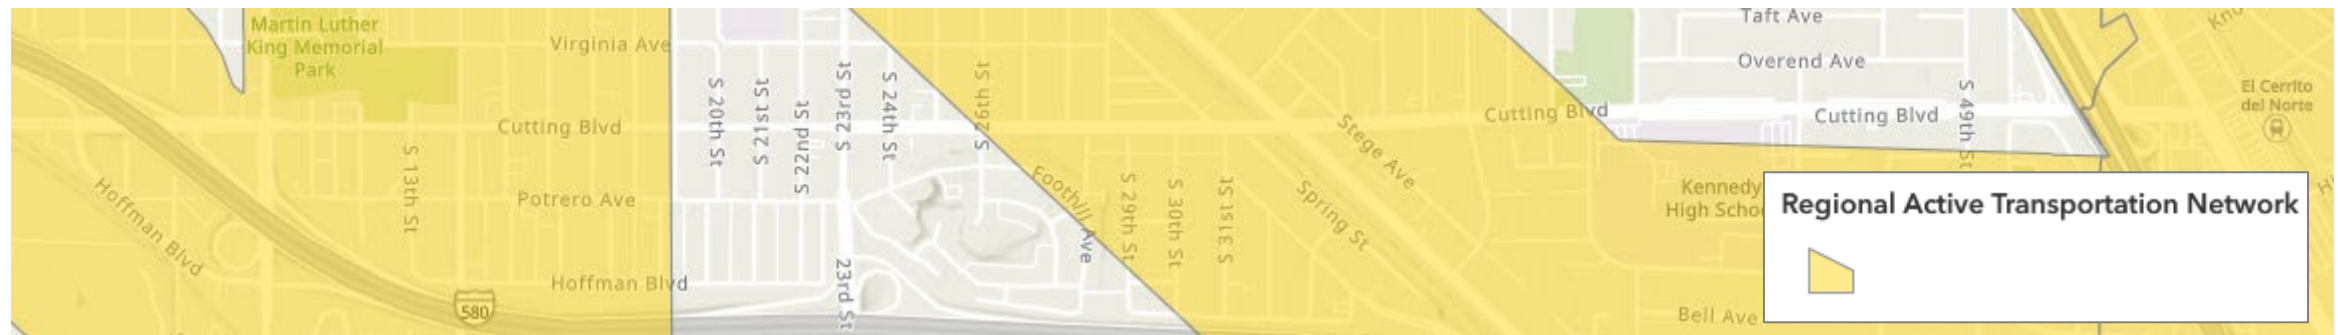 Martin Luther
King Memorial
Park
Virginia Ave
Taft Ave
Overend Ave
El Cerrito
del Norte
S 20th St
S 21st St
S 22nd St
S 23rd St
S 24th St
S 26th St
Cutting Blvd
Cutting Blvd
Cutting Blvd
S 49th St
Stege Ave
S 13th St
Hoffman Blvd
Potrero Ave
Foothill Ave
S 29th St
S 30th St
S 31st St
Spring St
Kennedy
High Schoo
Regional Active Transportation Network
Hoffman Blvd
23rd St
580
Bell Ave